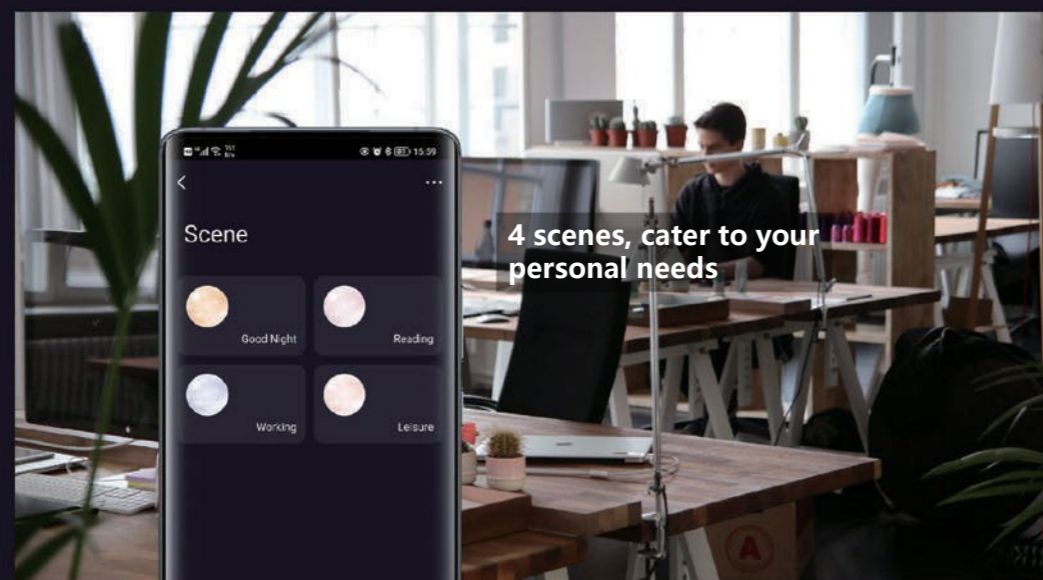 15:59
Scene
4 scenes, cater to your
personal needs
Good Night
Reading
Working
Leisure
A